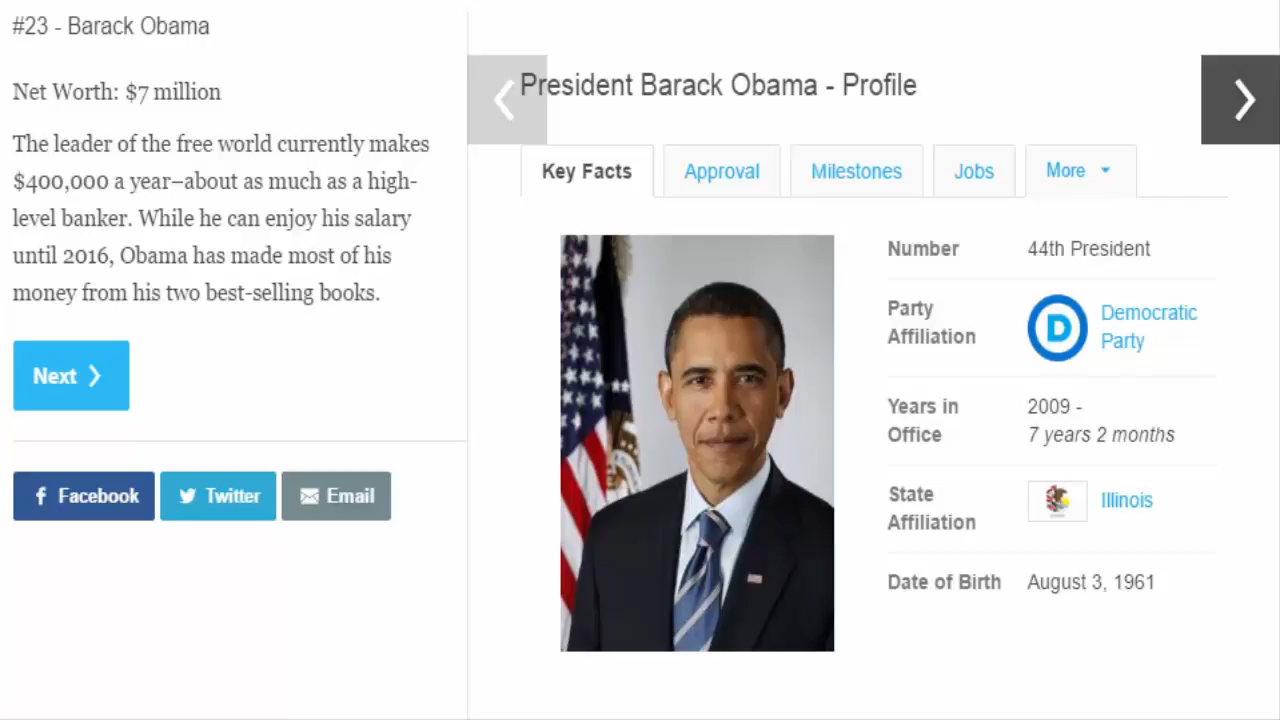 #23 - Barack Obama
Net Worth: $7 million
The leader of the free world currently makes
$400,000 a year–about as much as a high-
level banker. While he can enjoy his salary
until 2016, Obama has made most of his
money from his two best-selling books.
Next
Facebook
Twitter
Email
President Barack Obama - Profile
Key Facts
Approval
Milestones
Jobs
More
Number
44th President
Party
Affiliation
D
Democratic
Party
Years in
Office
2009 -
7 years 2 months
State
Affiliation
Illinois
Date of Birth
August 3, 1961